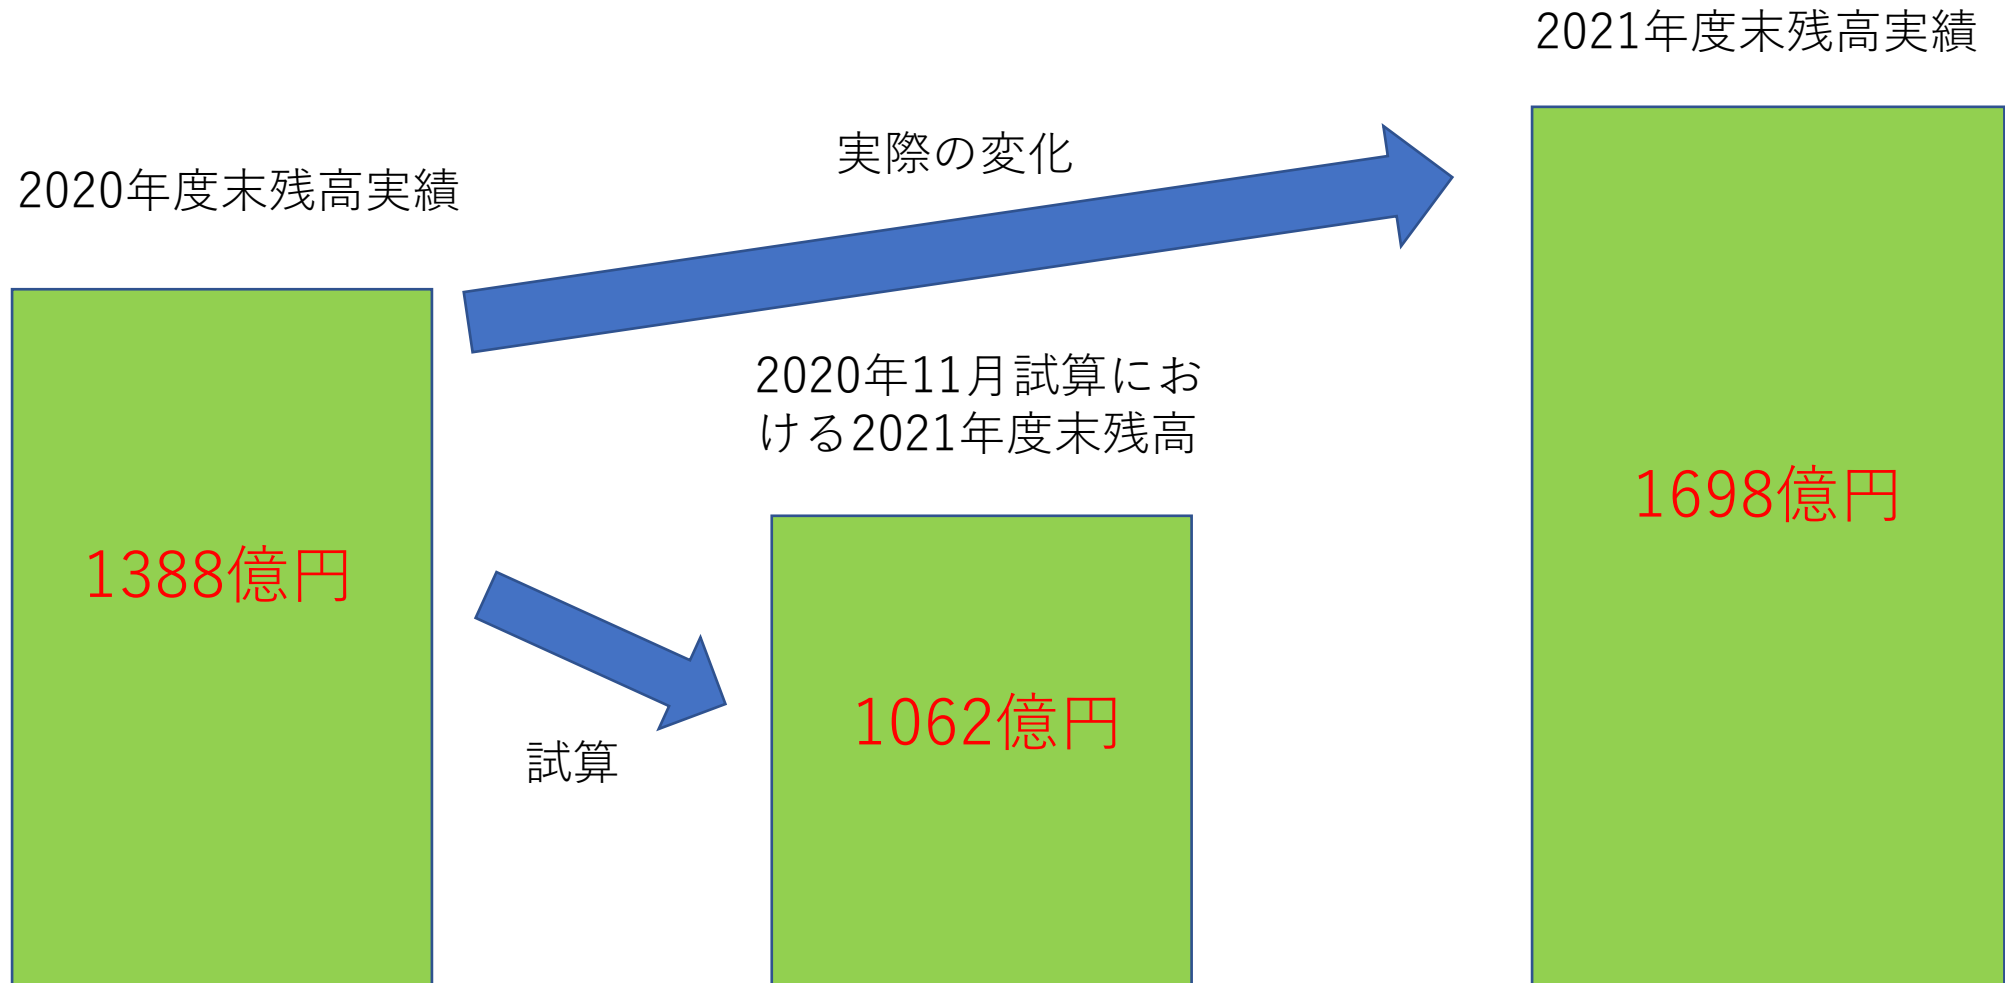 2021年度末残高実績
実際の変化
2020年度末残高実績
2020年11月試算にお
ける2021年度末残高
1698億円
1388億円
1062億円
試算